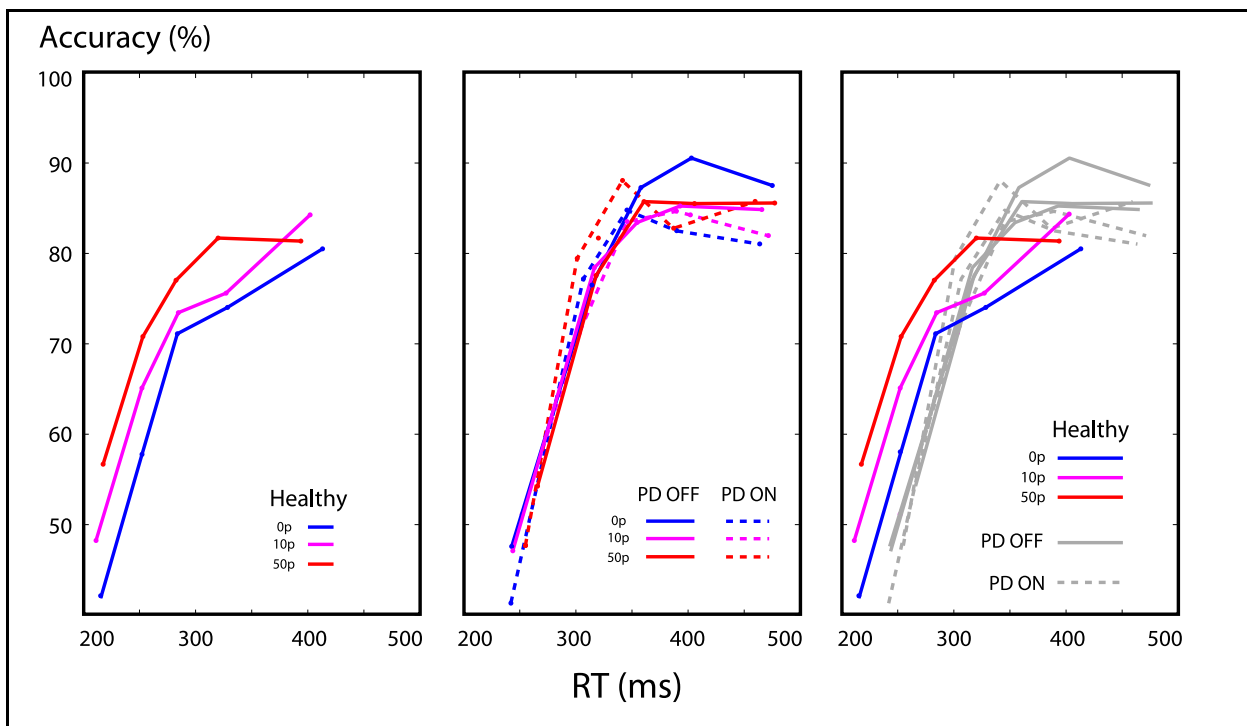 Accuracy (%)
100
90
80
70
60
50
Healthy
0p
10p
50p
PD OFF PD ON
0p
10p
50p
Healthy
0p
10p
50p
PD OFF
PD ON
200 300 400 500 200 300 400 500 200 300 400 500
RT (ms)